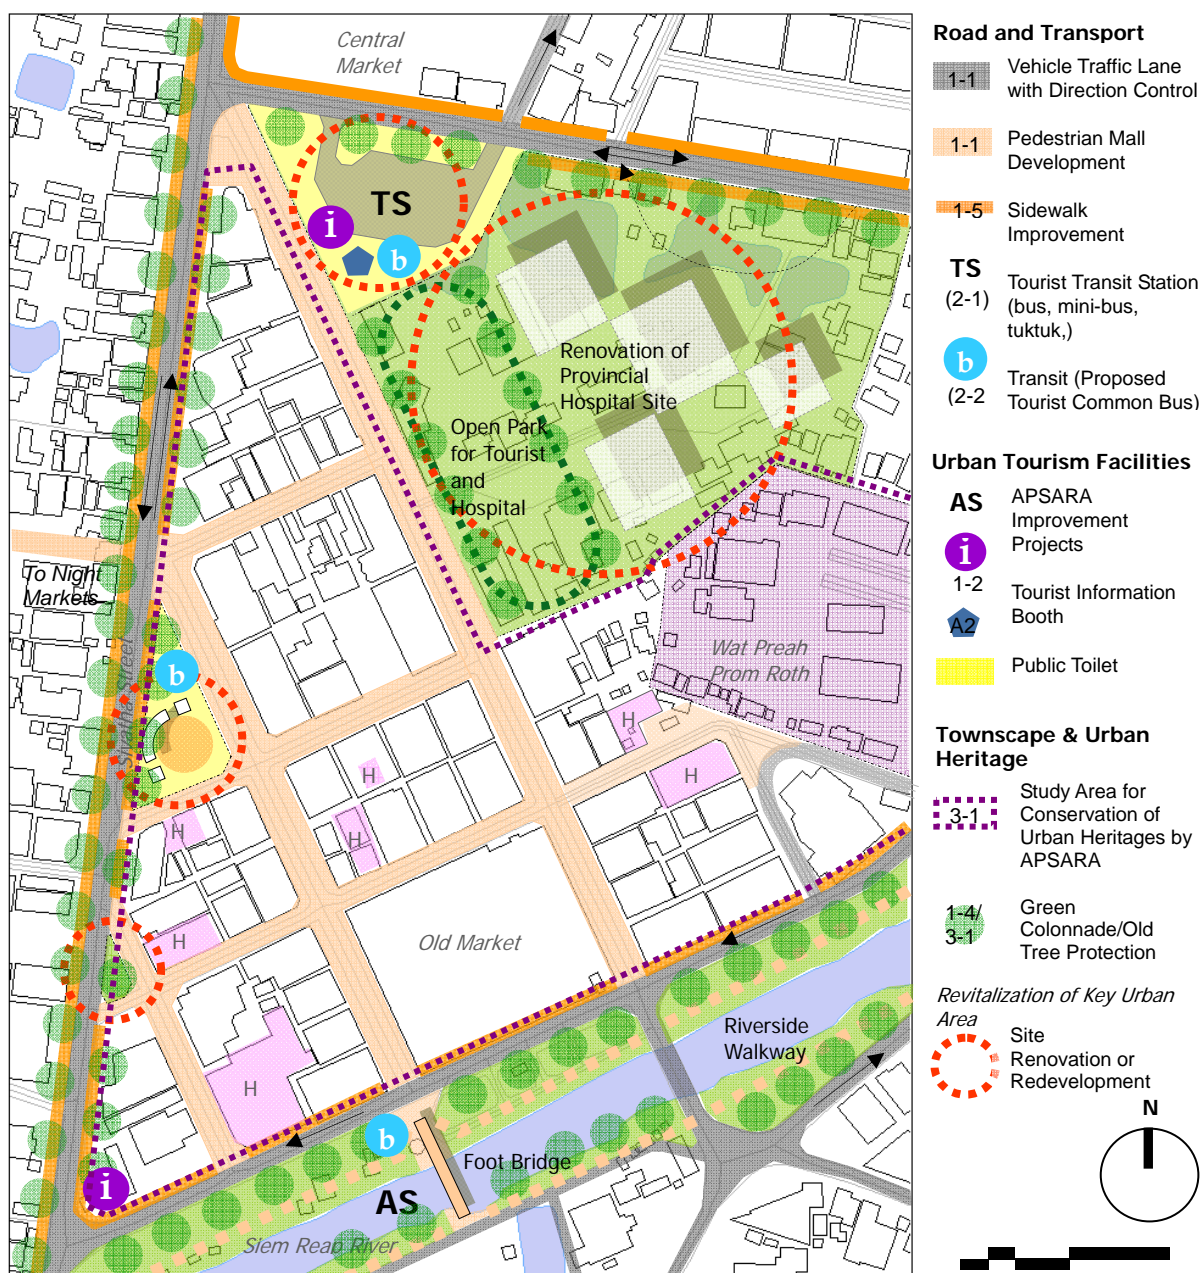 Central
Market
TS
i
b
Renovation of
Provincial
Hospital Site
Open Park
for Tourist
and
Hospital
To Night
Markets
Sivatha Street
b
Wat Preah
Prom Roth
H
H
H
H
H
H
H
Old Market
Riverside
Walkway
b
Foot Bridge
AS
i
Siem Reap River
Road and Transport
1-1
Vehicle Traffic Lane
with Direction Control
1-1
Pedestrian Mall
Development
1-5
Sidewalk
Improvement
TS
(2-1)
Tourist Transit Station
(bus, mini-bus,
tuktuk,)
b
(2-2
Transit (Proposed
Tourist Common Bus)
Urban Tourism Facilities
AS
APSARA
Improvement
Projects
i
1-2
Tourist Information
Booth
A2
Public Toilet
Townscape & Urban
Heritage
3-1
Study Area for
Conservation of
Urban Heritages by
APSARA
1-4/
3-1
Green
Colonnade/Old
Tree Protection
Revitalization of Key Urban
Area
Site
Renovation or
Redevelopment
N